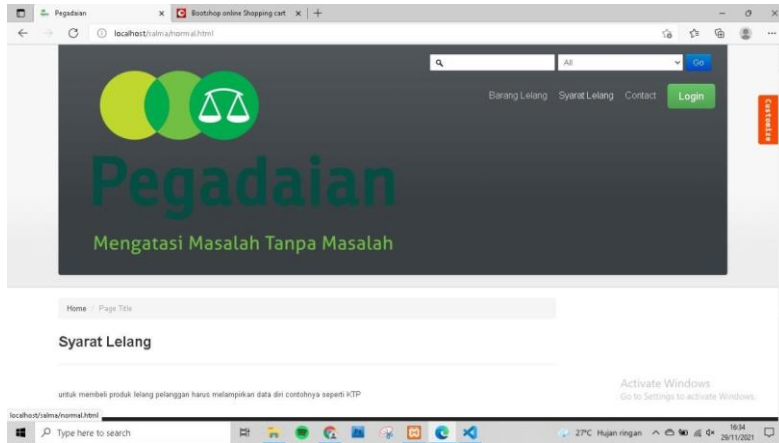 Pegadaian
Bootshop online Shopping cart
localhost/salma/normal.html
All
Go
Barang Lelang Syarat Lelang Contact Login
Customize
Pegadaian
Mengatasi Masalah Tanpa Masalah
Home / Page Title
Syarat Lelang
untuk membeli produk lelang pelanggan harus melampirkan data diri contohnya seperti KTP
Activate Windows
Go to Settings to activate Windows.
localhost/salma/normal.html
Type here to search
27°C Hujan ringan
16:34
29/11/2021